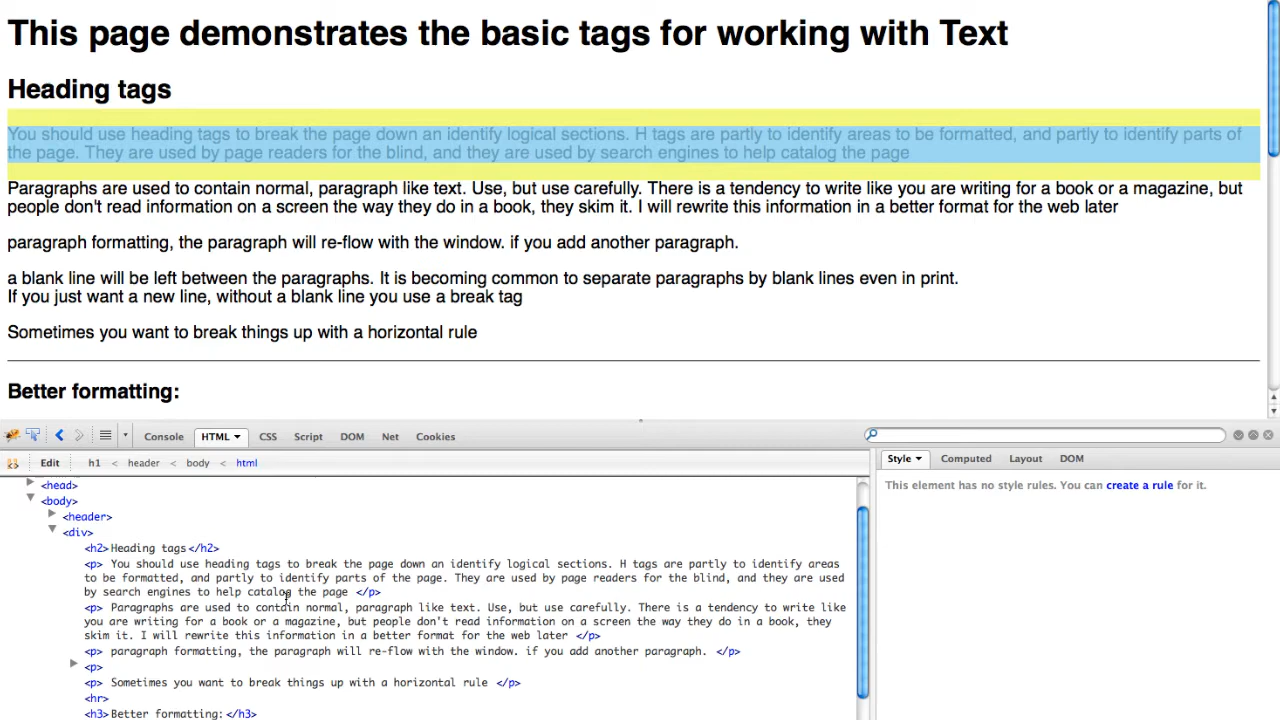 This page demonstrates the basic tags for working with Text
Heading tags
You should use heading tags to break the page down an identify logical sections. H tags are partly to identify areas to be formatted, and partly to identify parts of
the page. They are used by page readers for the blind, and they are used by search engines to help catalog the page
Paragraphs are used to contain normal, paragraph like text. Use, but use carefully. There is a tendency to write like you are writing for a book or a magazine, but
people don't read information on a screen the way they do in a book, they skim it. I will rewrite this information in a better format for the web later
paragraph formatting, the paragraph will re-flow with the window. if you add another paragraph.
a blank line will be left between the paragraphs. It is becoming common to separate paragraphs by blank lines even in print.
If you just want a new line, without a blank line you use a break tag
Sometimes you want to break things up with a horizontal rule
Better formatting:
Console HTML CSS Script DOM Net Cookies
Edit h1 < header < body < html
Style Computed Layout DOM
<head>
<body>
<header>
<div>
<h2>Heading tags</h2>
<p> You should use heading tags to break the page down an identify logical sections. H tags are partly to identify areas
to be formatted, and partly to identify parts of the page. They are used by page readers for the blind, and they are used
by search engines to help catalog the page </p>
<p> Paragraphs are used to contain normal, paragraph like text. Use, but use carefully. There is a tendency to write like
you are writing for a book or a magazine, but people don't read information on a screen the way they do in a book, they
skim it. I will rewrite this information in a better format for the web later </p>
<p> paragraph formatting, the paragraph will re-flow with the window. if you add another paragraph. </p>
<p>
<p> Sometimes you want to break things up with a horizontal rule </p>
<hr>
<h3>Better formatting:</h3>
This element has no style rules. You can create a rule for it.